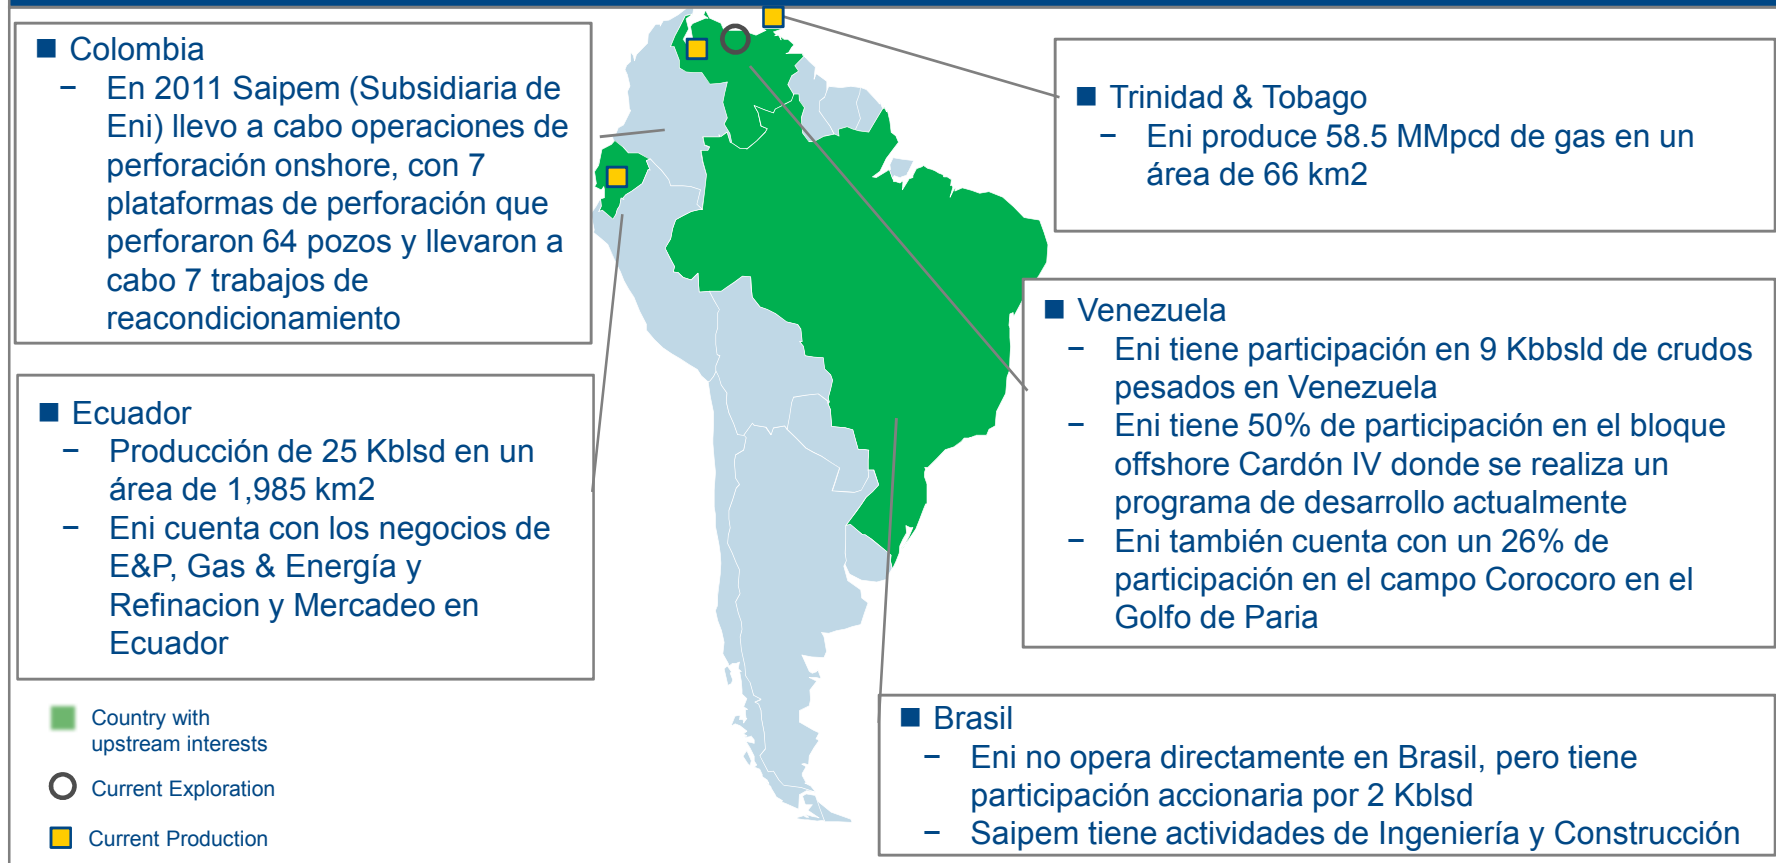 ■ Colombia
− En 2011 Saipem (Subsidiaria de
Eni) llevo a cabo operaciones de
perforación onshore, con 7
plataformas de perforación que
perforaron 64 pozos y llevaron a
cabo 7 trabajos de
reacondicionamiento
■ Ecuador
− Producción de 25 Kblsd en un
área de 1,985 km2
− Eni cuenta con los negocios de
E&P, Gas & Energía y
Refinacion y Mercadeo en
Ecuador
Country with
upstream interests
Current Exploration
Current Production
■ Trinidad & Tobago
− Eni produce 58.5 MMpcd de gas en un
área de 66 km2
■ Venezuela
− Eni tiene participación en 9 Kbbsld de crudos
pesados en Venezuela
− Eni tiene 50% de participación en el bloque
offshore Cardón IV donde se realiza un
programa de desarrollo actualmente
− Eni también cuenta con un 26% de
participación en el campo Corocoro en el
Golfo de Paria
■ Brasil
− Eni no opera directamente en Brasil, pero tiene
participación accionaria por 2 Kblsd
− Saipem tiene actividades de Ingeniería y Construcción